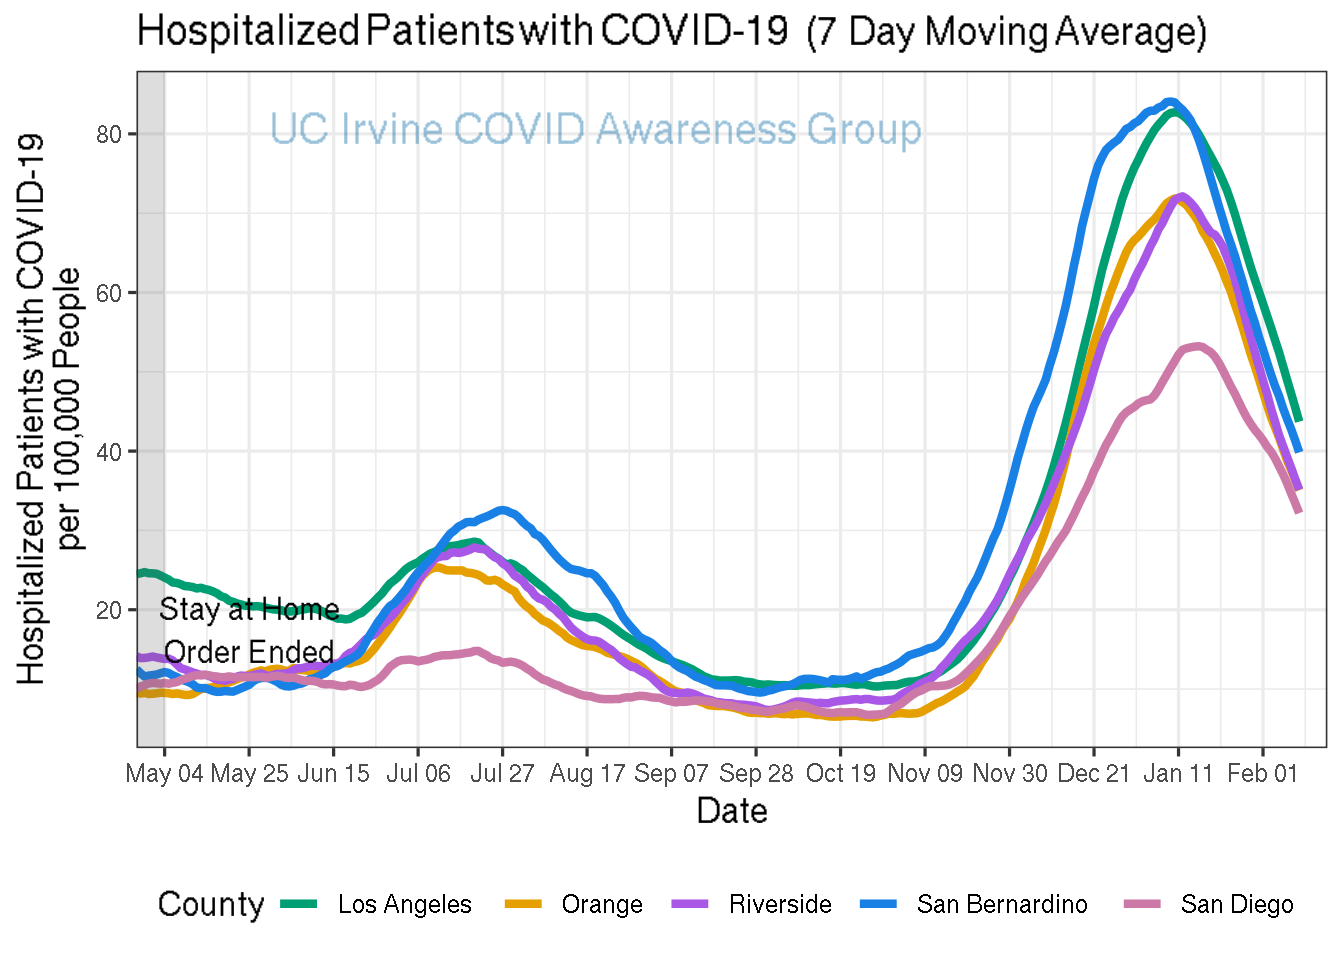 Hospitalized Patients with COVID-19 (7 Day Moving Average)
UC Irvine COVID Awareness Group
Hospitalized Patients with COVID-19
per 100,000 People
80
60
40
20
Stay at Home
Order Ended
May 04 May 25 Jun 15 Jul 06 Jul 27 Aug 17 Sep 07 Sep 28 Oct 19 Nov 09 Nov 30 Dec 21 Jan 11 Feb 01
Date
County Los Angeles Orange Riverside San Bernardino San Diego